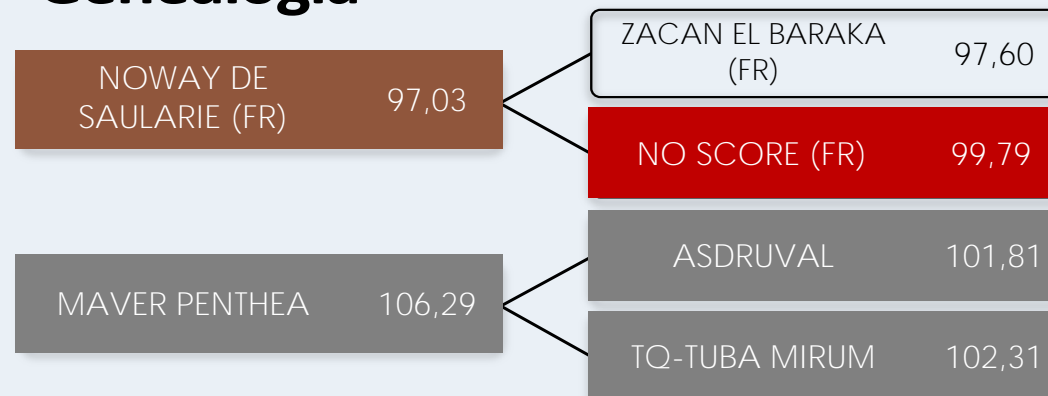 Genealogía
NOWAY DE
SAULARIE (FR)
97,03
ZACAN EL BARAKA
(FR)
97,60
NO SCORE (FR)
99,79
MAVER PENTHEA
106,29
ASDRUVAL
101,81
TQ-TUBA MIRUM
102,31